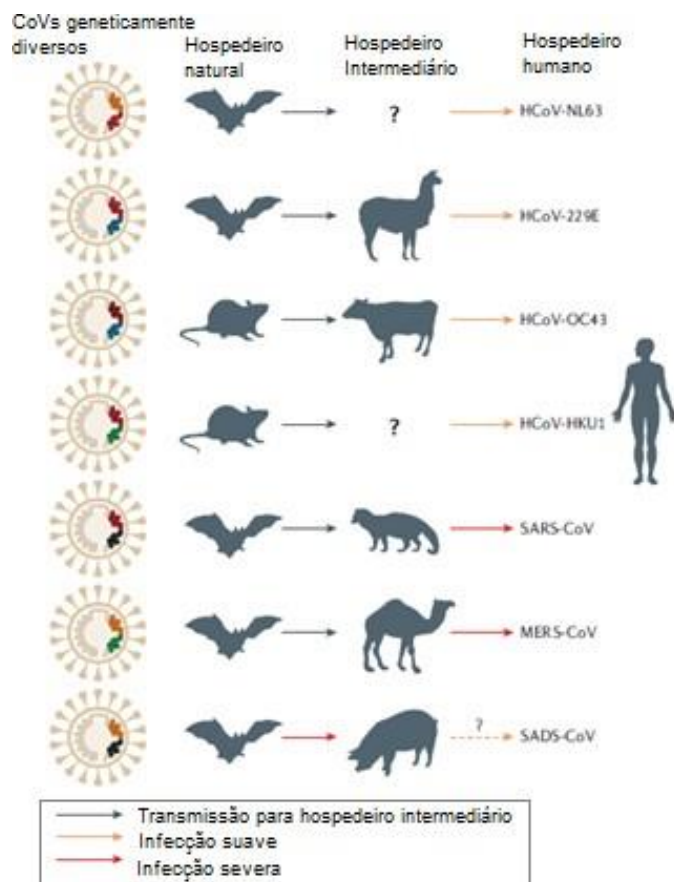 CoVs geneticamente
diversos
Hospedeiro
natural
Hospedeiro
Intermediário
Hospedeiro
humano
?
HCoV-NL63
HCoV-229E
HCoV-OC43
?
HCoV-HKU1
SARS-CoV
MERS-CoV
?
SADS-CoV
Transmissão para hospedeiro intermediário
Infecção suave
Infecção severa